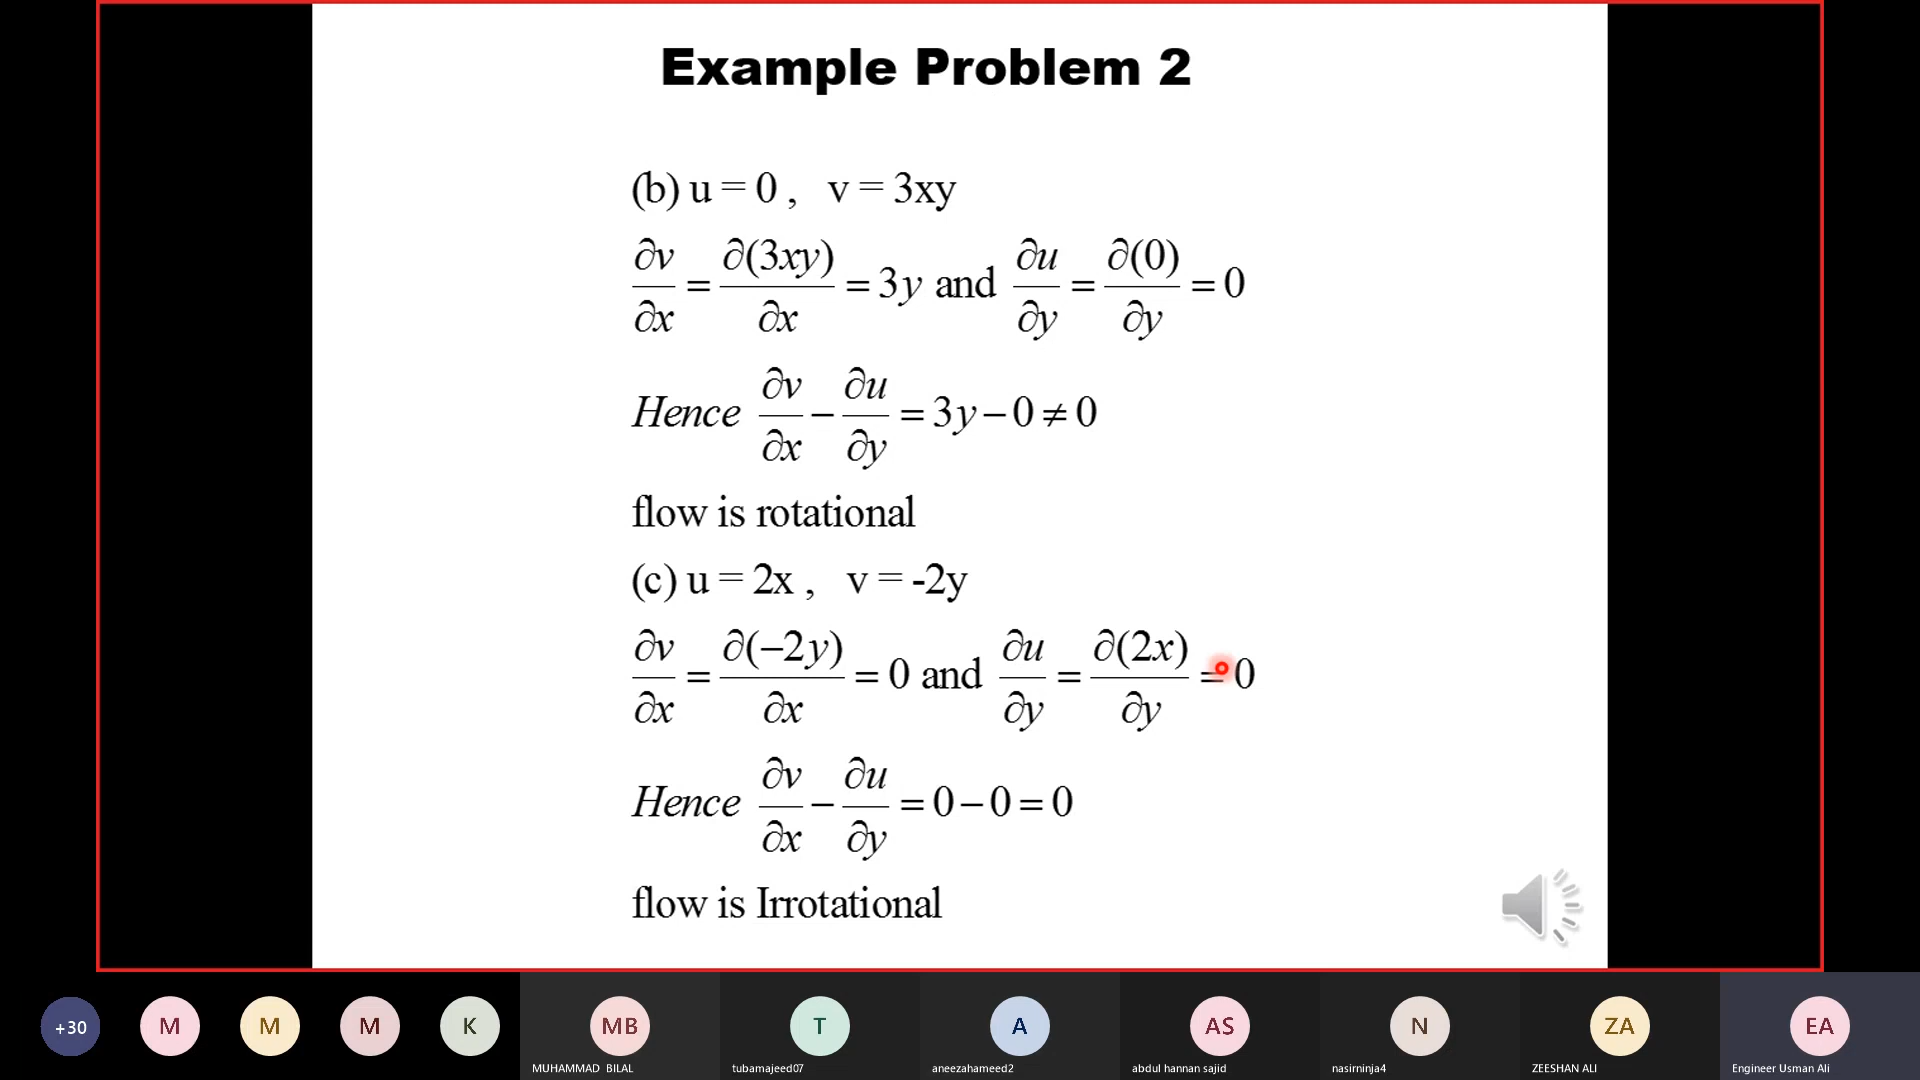 Example Problem 2
(b) u = 0 ,   v = 3xy
∂v/∂x = ∂(3xy)/∂x = 3y and ∂u/∂y = ∂(0)/∂y = 0
Hence ∂v/∂x − ∂u/∂y = 3y − 0 ≠ 0
flow is rotational
(c) u = 2x ,   v = -2y
∂v/∂x = ∂(−2y)/∂x = 0 and ∂u/∂y = ∂(2x)/∂y = 0
Hence ∂v/∂x − ∂u/∂y = 0 − 0 = 0
flow is Irrotational
+30 M M M K MB T A AS N ZA EA
MUHAMMAD BILAL tubamajeed07 aneezahameed2 abdul hannan sajid nasirninja4 ZEESHAN ALI Engineer Usman Ali